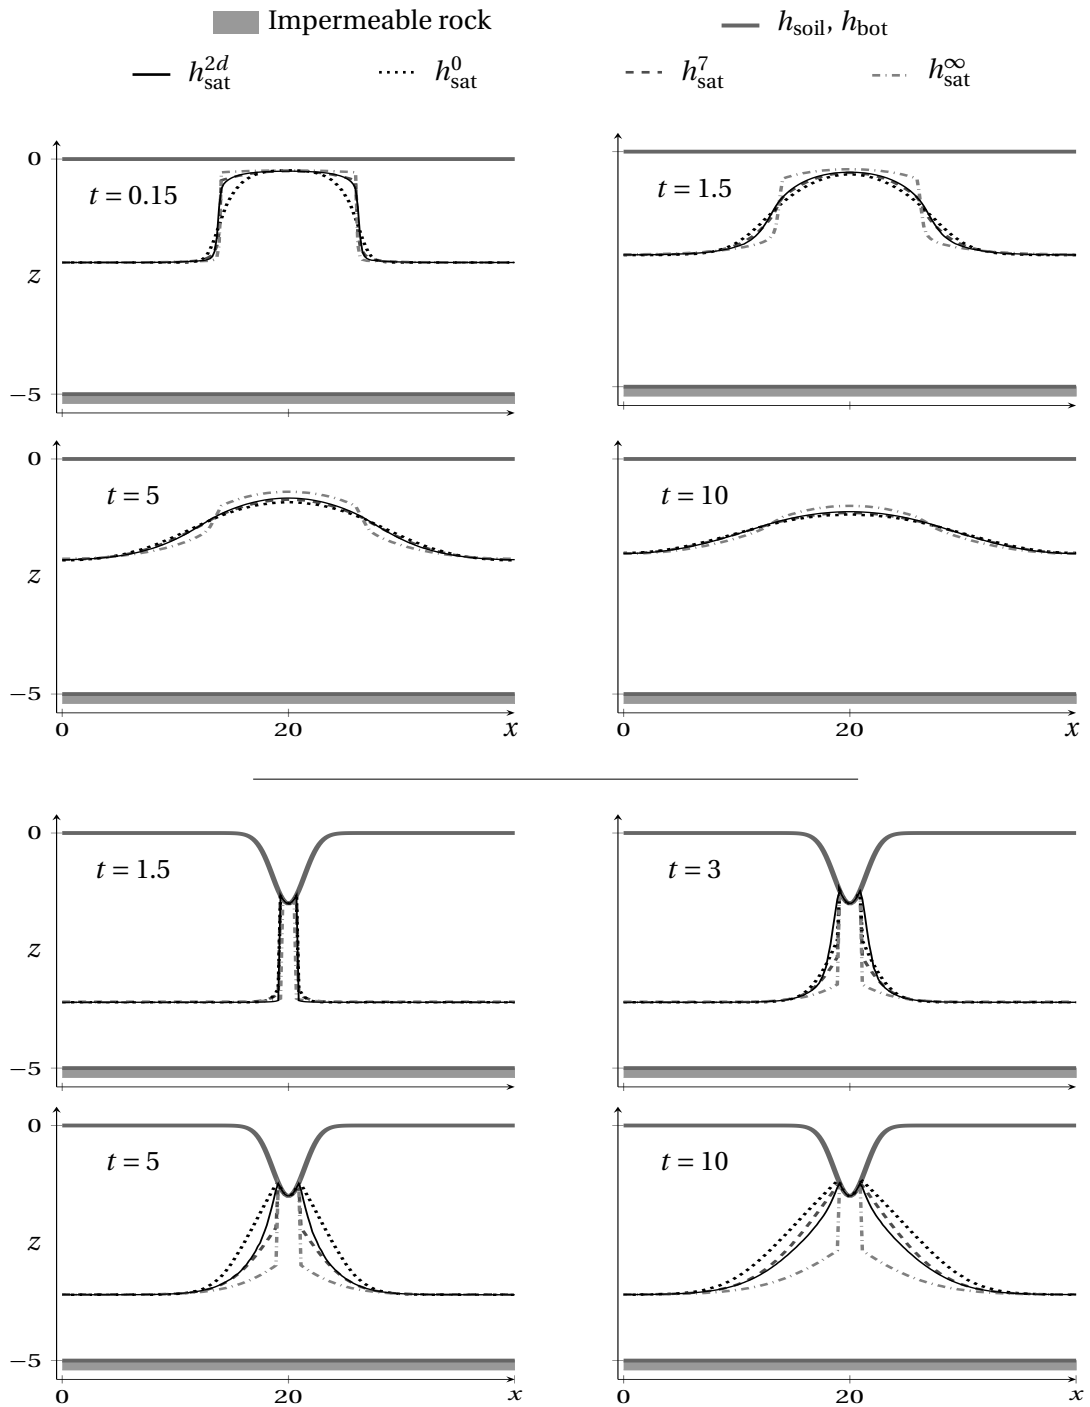 Impermeable rock h_soil, h_bot
h_sat^2d h_sat^0 h_sat^7 h_sat^∞
0
t = 0.15
z
−5
t = 1.5
0
t = 5
z
−5
0 20
t = 10
0 20 x
0
t = 1.5
z
−5
t = 3
0
t = 5
z
−5
0 20 x
t = 10
0 20 x